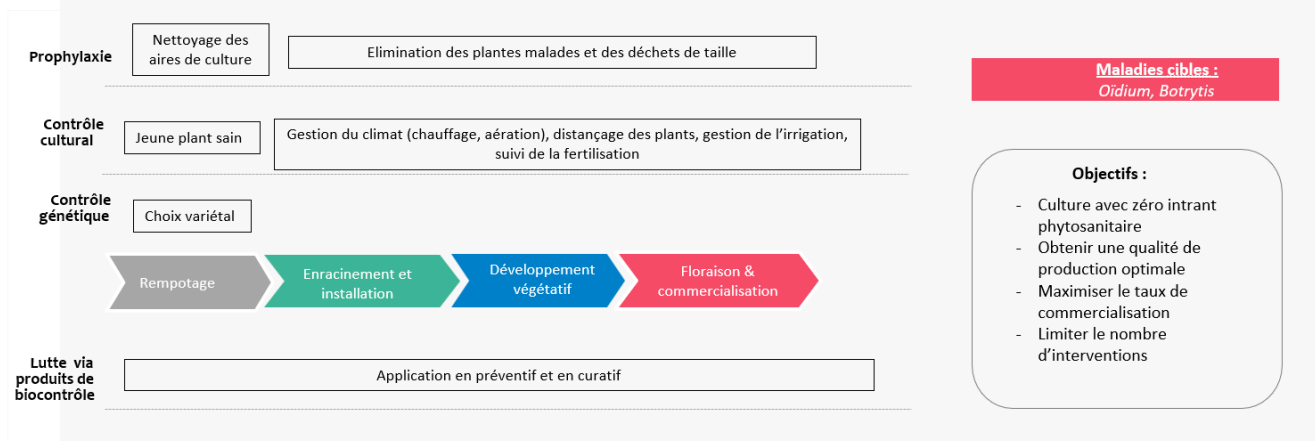 Prophylaxie
Nettoyage des
aires de culture
Elimination des plantes malades et des déchets de taille
Contrôle
cultural
Jeune plant sain
Gestion du climat (chauffage, aération), distançage des plants, gestion de l’irrigation,
suivi de la fertilisation
Contrôle
génétique
Choix variétal
Rempotage
Enracinement et
installation
Développement
végétatif
Floraison &
commercialisation
Lutte via
produits de
biocontrôle
Application en préventif et en curatif
Maladies cibles :
Oïdium, Botrytis
Objectifs :
- Culture avec zéro intrant
phytosanitaire
- Obtenir une qualité de
production optimale
- Maximiser le taux de
commercialisation
- Limiter le nombre
d’interventions